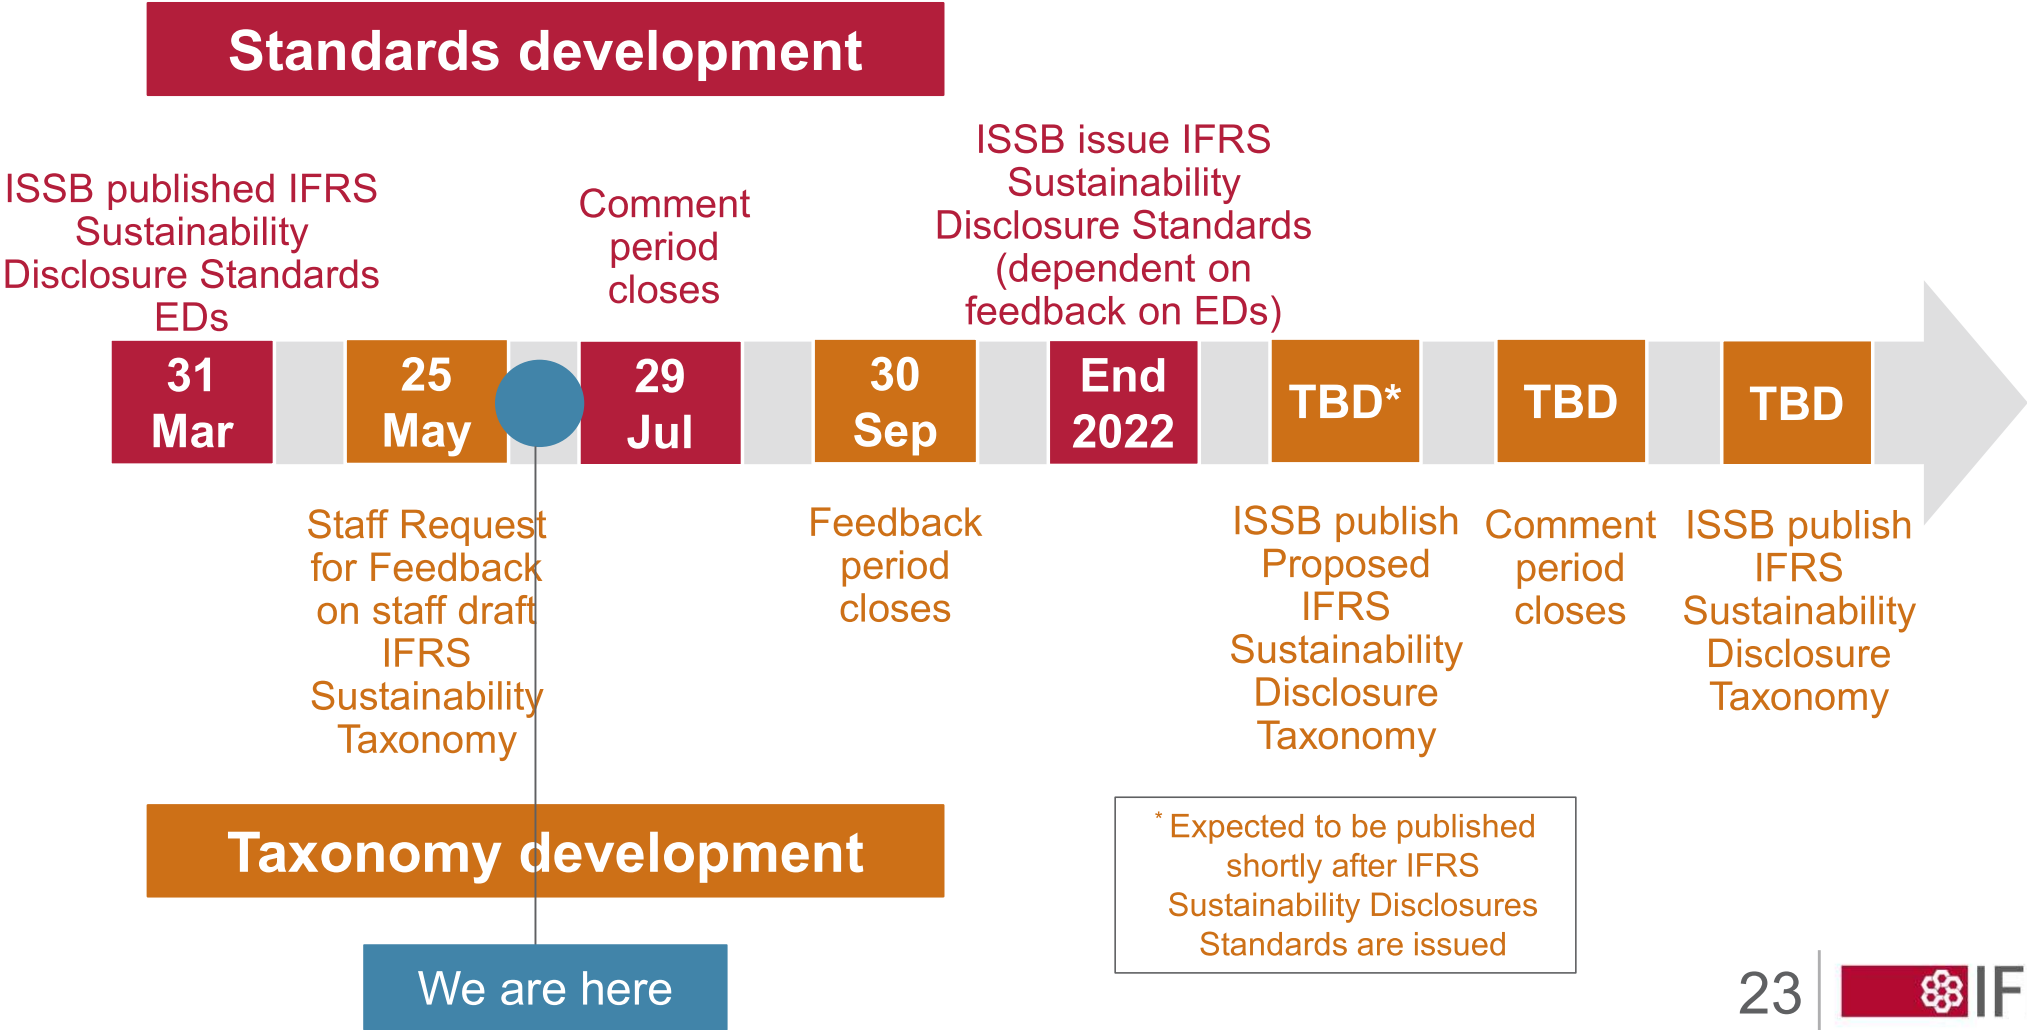 Standards development
ISSB published IFRS
Sustainability
Disclosure Standards
EDs
Comment
period
closes
ISSB issue IFRS
Sustainability
Disclosure Standards
(dependent on
feedback on EDs)
31
Mar
25
May
29
Jul
30
Sep
End
2022
TBD*
TBD
TBD
Staff Request
for Feedback
on staff draft
IFRS
Sustainability
Taxonomy
Feedback
period
closes
ISSB publish
Proposed
IFRS
Sustainability
Disclosure
Taxonomy
Comment
period
closes
ISSB publish
IFRS
Sustainability
Disclosure
Taxonomy
Taxonomy development
* Expected to be published
shortly after IFRS
Sustainability Disclosures
Standards are issued
We are here
23
IF